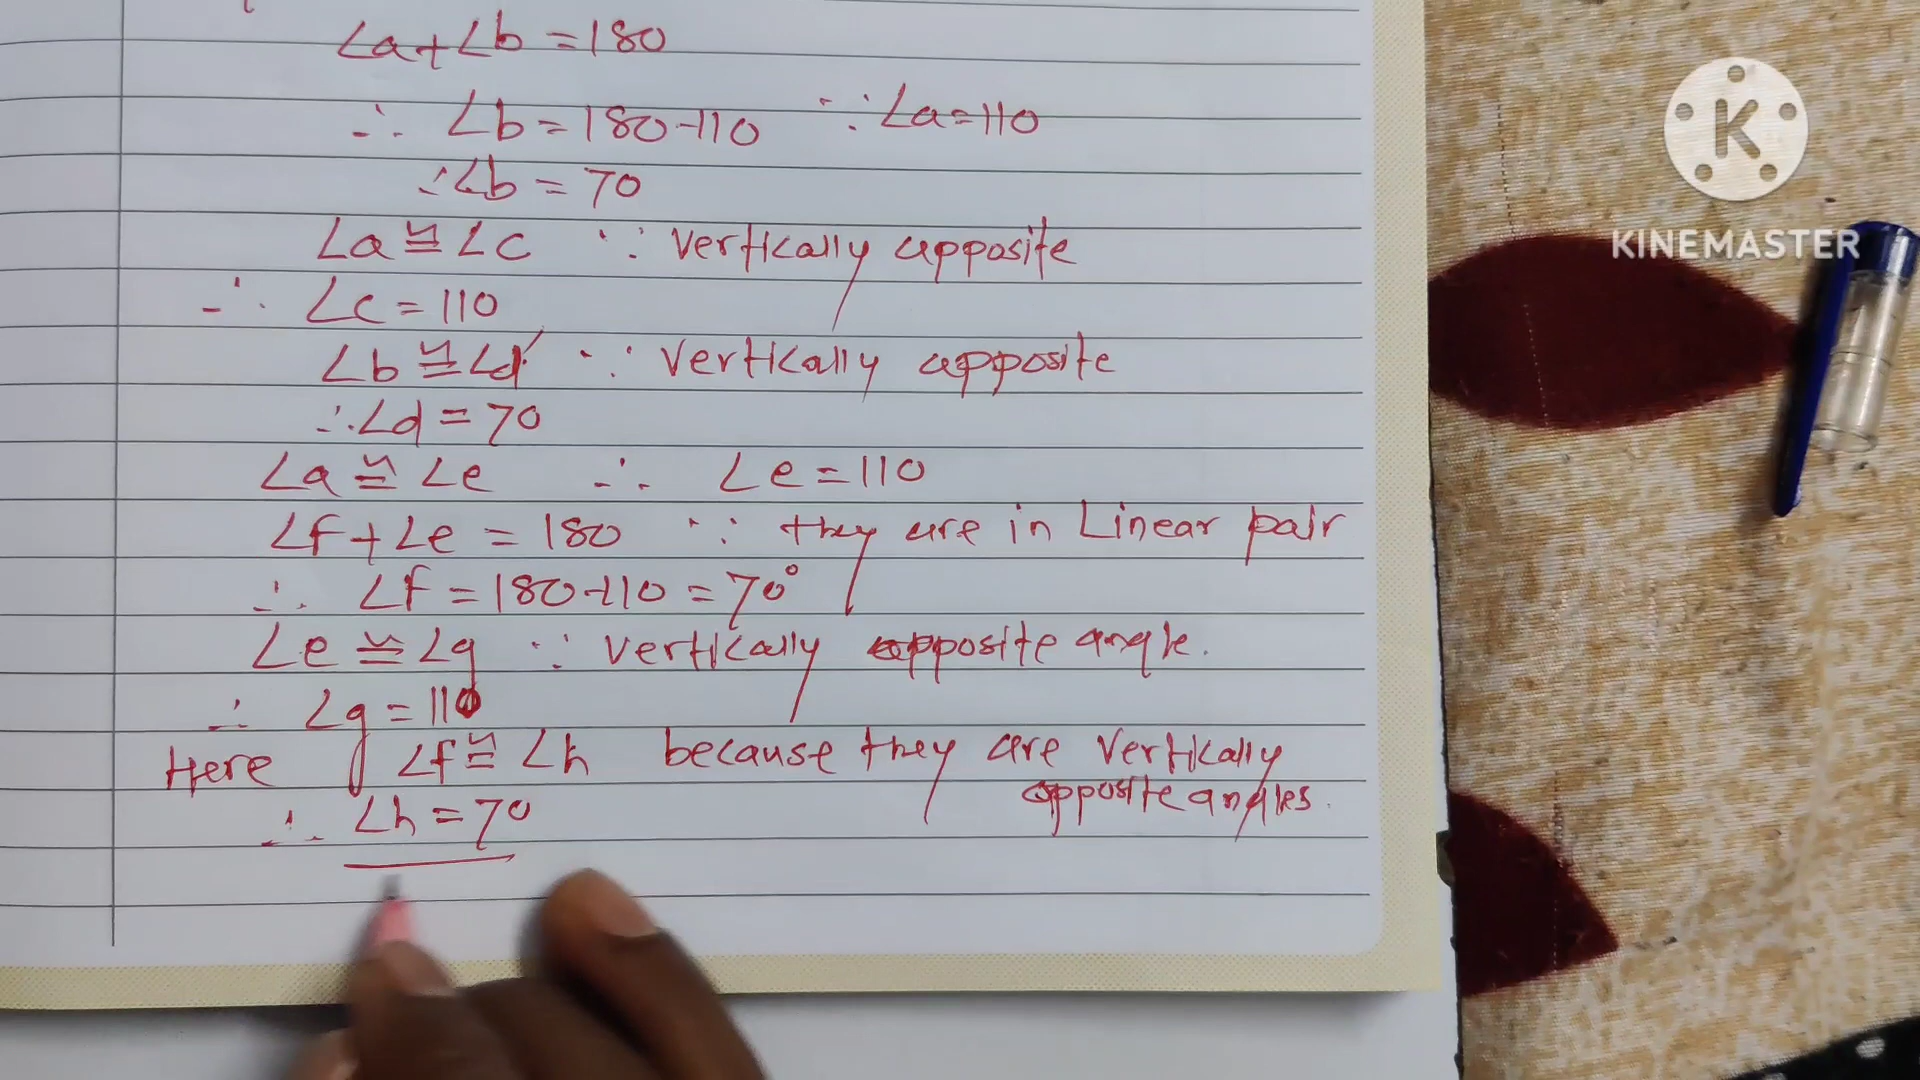 ∠a+∠b =180
∴ ∠b=180-110 ∵ ∠a=110
∴∠b = 70
∠a ≅ ∠c ∵ vertically opposite
∴ ∠c=110
∠b ≅ ∠d ∵ vertically opposite
∴∠d = 70
∠a ≅ ∠e ∴ ∠e=110
∠f+∠e = 180 ∵ they are in Linear pair
∴ ∠f = 180-110 = 70°
∠e ≅ ∠g ∵ vertically opposite angle.
∴ ∠g = 110
Here ∠f ≅ ∠h because they are vertically
opposite angles.
∴ ∠h = 70
K
KINEMASTER